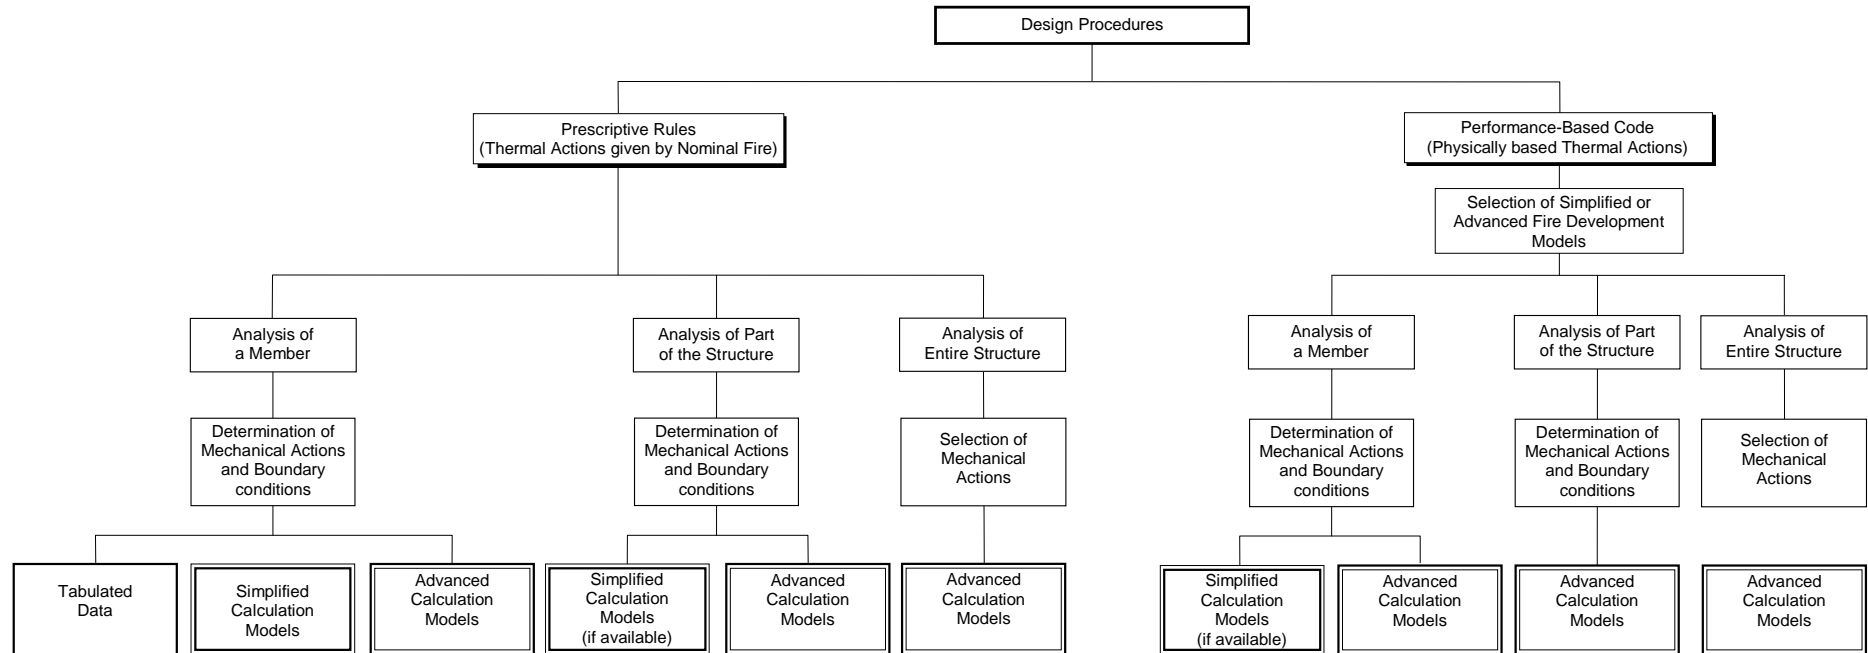 Design Procedures
Prescriptive Rules
(Thermal Actions given by Nominal Fire)
Performance-Based Code
(Physically based Thermal Actions)
Selection of Simplified or
Advanced Fire Development
Models
Analysis of
a Member
Analysis of Part
of the Structure
Analysis of
Entire Structure
Analysis of
a Member
Analysis of Part
of the Structure
Analysis of
Entire Structure
Determination of
Mechanical Actions
and Boundary
conditions
Determination of
Mechanical Actions
and Boundary
conditions
Selection of
Mechanical
Actions
Determination of
Mechanical Actions
and Boundary
conditions
Determination of
Mechanical Actions
and Boundary
conditions
Selection of
Mechanical
Actions
Tabulated
Data
Simplified
Calculation
Models
Advanced
Calculation
Models
Simplified
Calculation
Models
(if available)
Advanced
Calculation
Models
Advanced
Calculation
Models
Simplified
Calculation
Models
(if available)
Advanced
Calculation
Models
Advanced
Calculation
Models
Advanced
Calculation
Models